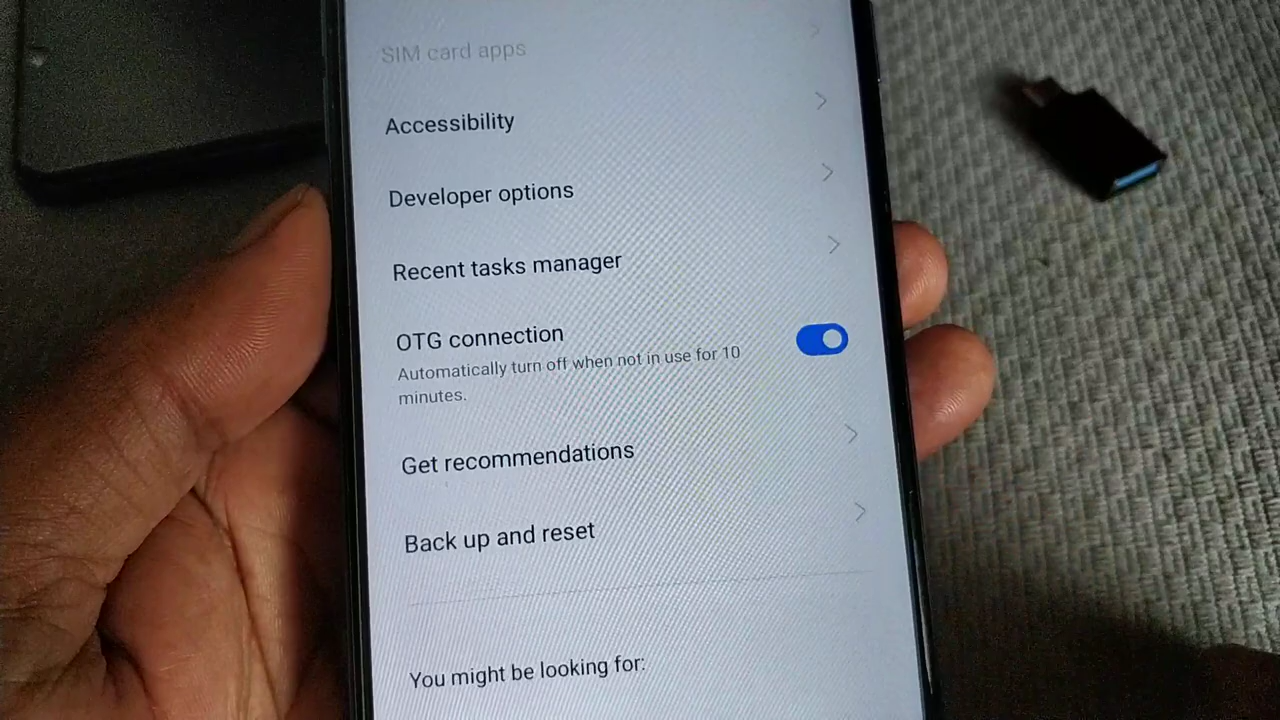 SIM card apps
Accessibility
Developer options
Recent tasks manager
OTG connection
Automatically turn off when not in use for 10
minutes.
Get recommendations
Back up and reset
You might be looking for: